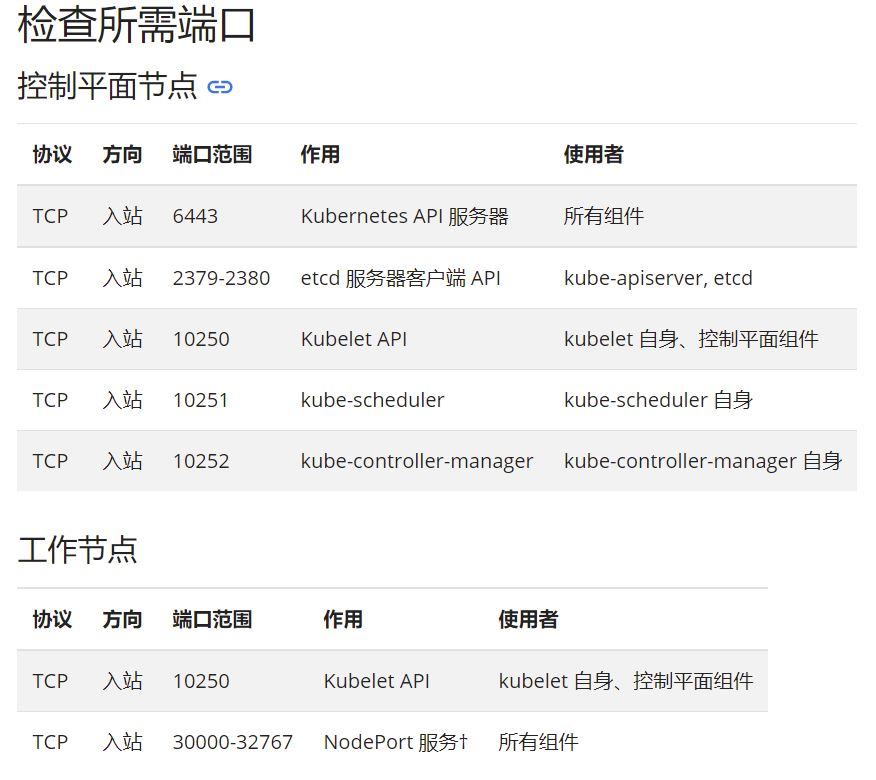 检查所需端口
控制平面节点
协议 方向 端口范围 作用 使用者
TCP 入站 6443 Kubernetes API 服务器 所有组件
TCP 入站 2379-2380 etcd 服务器客户端 API kube-apiserver, etcd
TCP 入站 10250 Kubelet API kubelet 自身、控制平面组件
TCP 入站 10251 kube-scheduler kube-scheduler 自身
TCP 入站 10252 kube-controller-manager kube-controller-manager 自身
工作节点
协议 方向 端口范围 作用 使用者
TCP 入站 10250 Kubelet API kubelet 自身、控制平面组件
TCP 入站 30000-32767 NodePort 服务† 所有组件